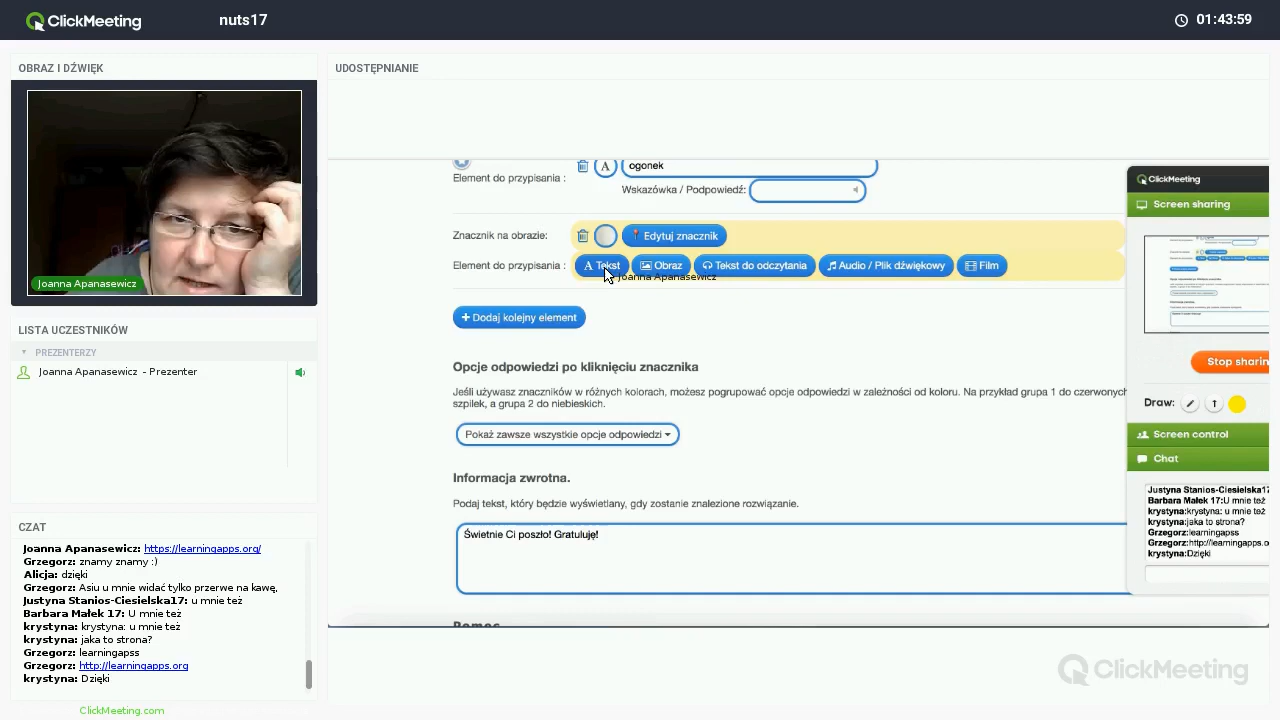 ClickMeeting
nuts17
01:43:59
OBRAZ I DŹWIĘK
Joanna Apanasewicz
LISTA UCZESTNIKÓW
PREZENTERZY
Joanna Apanasewicz - Prezenter
CZAT
Joanna Apanasewicz: https://learningapps.org/
Grzegorz: znamy znamy :)
Alicja: dzięki
Grzegorz: Asiu u mnie widać tylko przerwe na kawę,
Justyna Stanios-Ciesielska17: u mnie też
Barbara Małek 17: U mnie też
krystyna: krystyna: u mnie też
krystyna: jaka to strona?
Grzegorz: learningapss
Grzegorz: http://learningapps.org
krystyna: Dzięki
ClickMeeting.com
UDOSTĘPNIANIE
Element do przypisania :
A
ogonek
Wskazówka / Podpowiedź:
Znacznik na obrazie:
Edytuj znacznik
Element do przypisania :
A Tekst
Obraz
Tekst do odczytania
Audio / Plik dźwiękowy
Film
Joanna Apanasewicz
+ Dodaj kolejny element
Opcje odpowiedzi po kliknięciu znacznika
Jeśli używasz znaczników w różnych kolorach, możesz pogrupować opcje odpowiedzi w zależności od koloru. Na przykład grupa 1 do czerwonych
szpilek, a grupa 2 do niebieskich.
Pokaż zawsze wszystkie opcje odpowiedzi
Informacja zwrotna.
Podaj tekst, który będzie wyświetlany, gdy zostanie znalezione rozwiązanie.
Świetnie Ci poszło! Gratuluję!
Pomoc
ClickMeeting
Screen sharing
Stop sharin
Draw:
Screen control
Chat
Justyna Stanios-Ciesielska17
Barbara Małek 17:U mnie też
krystyna:krystyna: u mnie też
krystyna:jaka to strona?
Grzegorz:learningapss
Grzegorz:http://learningapps.o
krystyna:Dzięki
ClickMeeting